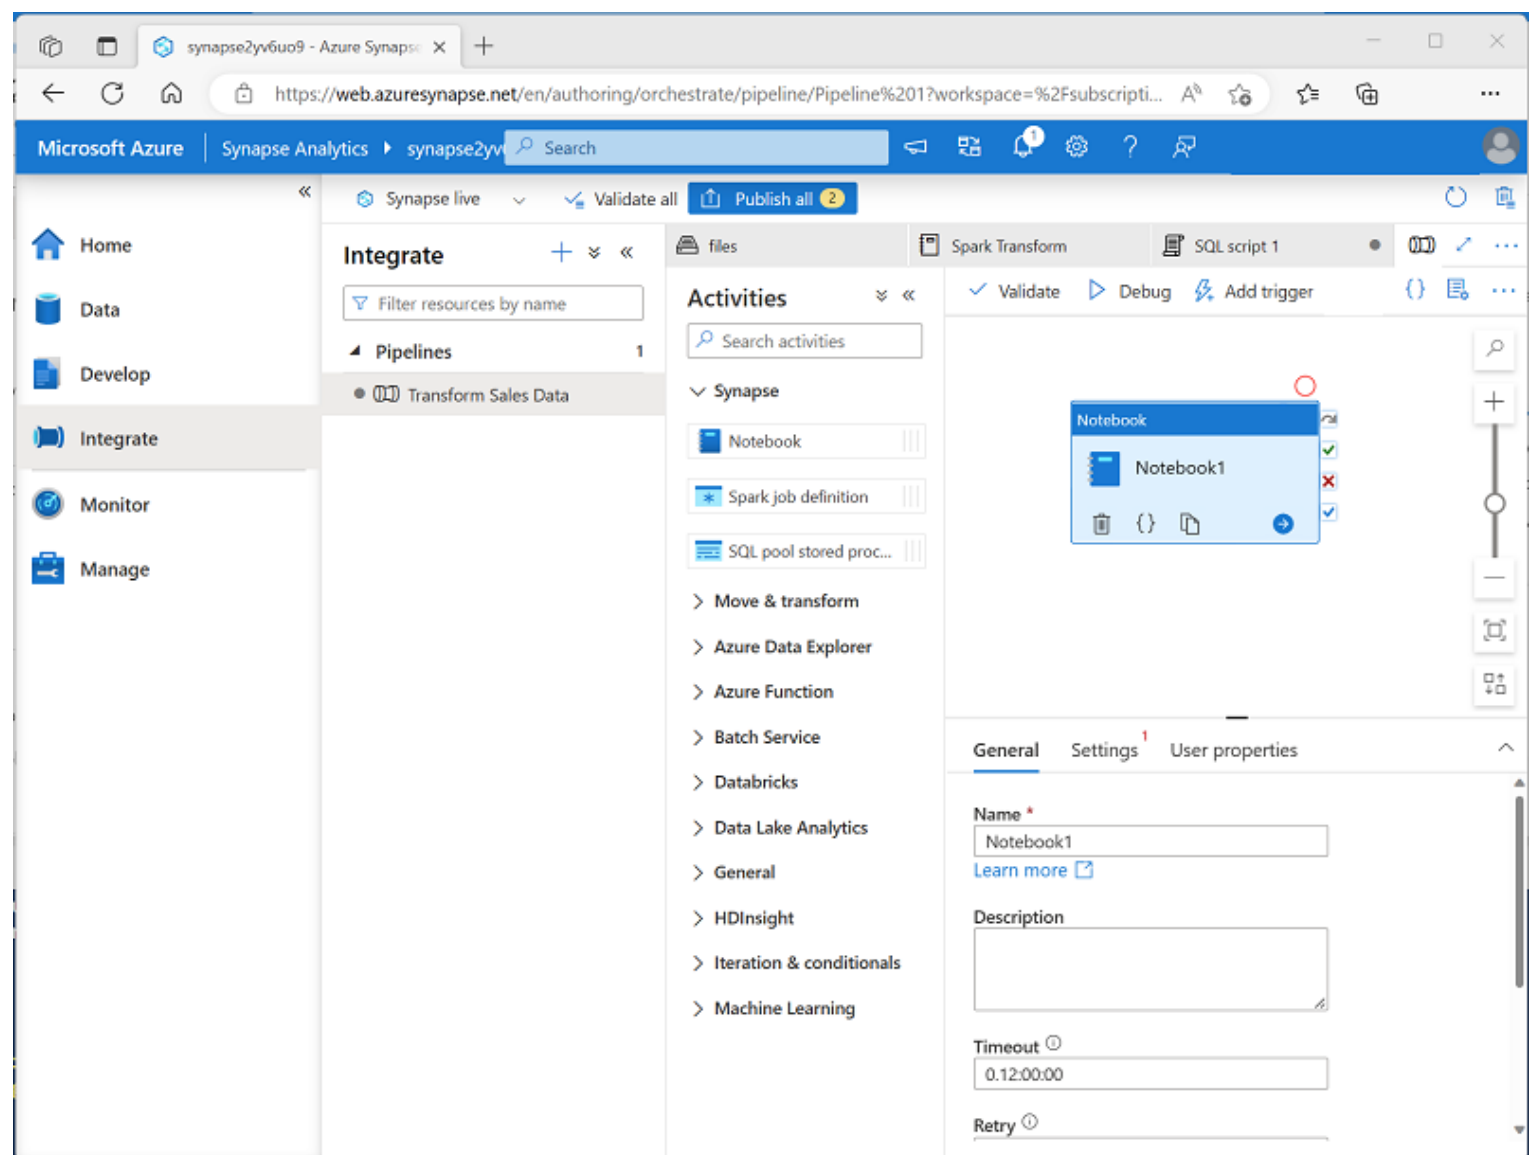 synapse2yv6uo9 - Azure Synapse
https://web.azuresynapse.net/en/authoring/orchestrate/pipeline/Pipeline%201?workspace=%2Fsubscripti...
Microsoft Azure
Synapse Analytics
synapse2yv
Search
1
Synapse live
Validate all
Publish all 2
Home
Data
Develop
Integrate
Monitor
Manage
Integrate
Filter resources by name
Pipelines 1
Transform Sales Data
files
Spark Transform
SQL script 1
Activities
Search activities
Synapse
Notebook
Spark job definition
SQL pool stored proc...
Move & transform
Azure Data Explorer
Azure Function
Batch Service
Databricks
Data Lake Analytics
General
HDInsight
Iteration & conditionals
Machine Learning
Validate
Debug
Add trigger
Notebook
Notebook1
General
Settings 1
User properties
Name *
Notebook1
Learn more
Description
Timeout
0.12:00:00
Retry